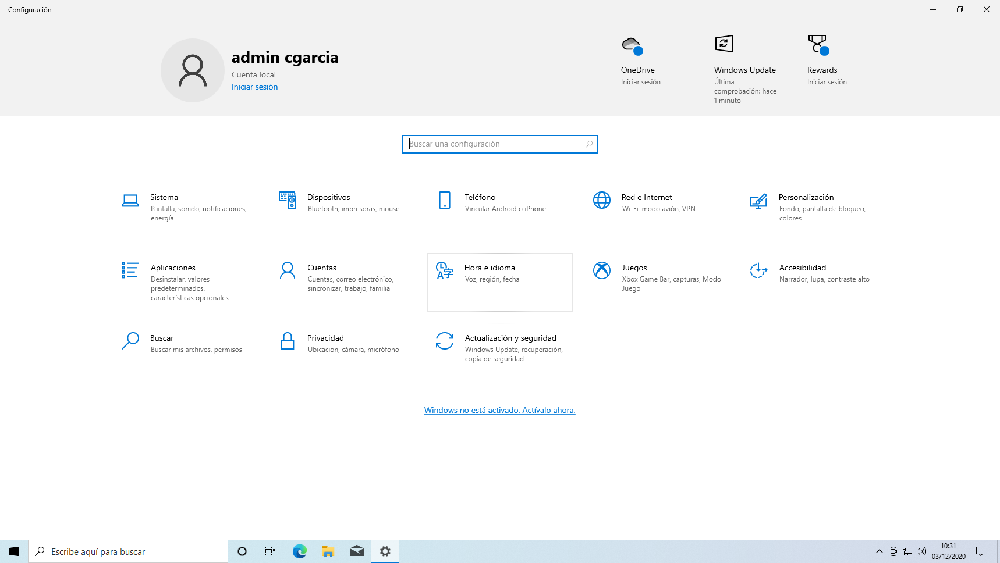 Configuración
admin cgarcia
Cuenta local
Iniciar sesión
OneDrive
Iniciar sesión
Windows Update
Última
comprobación: hace
1 minuto
Rewards
Iniciar sesión
Buscar una configuración
Sistema
Pantalla, sonido, notificaciones,
energía
Dispositivos
Bluetooth, impresoras, mouse
Teléfono
Vincular Android o iPhone
Red e Internet
Wi-Fi, modo avión, VPN
Personalización
Fondo, pantalla de bloqueo,
colores
Aplicaciones
Desinstalar, valores
predeterminados,
características opcionales
Cuentas
Cuentas, correo electrónico,
sincronizar, trabajo, familia
Hora e idioma
Voz, región, fecha
Juegos
Xbox Game Bar, capturas, Modo
Juego
Accesibilidad
Narrador, lupa, contraste alto
Buscar
Buscar mis archivos, permisos
Privacidad
Ubicación, cámara, micrófono
Actualización y seguridad
Windows Update, recuperación,
copia de seguridad
Windows no está activado. Actívalo ahora.
Escribe aquí para buscar
10:31
03/12/2020